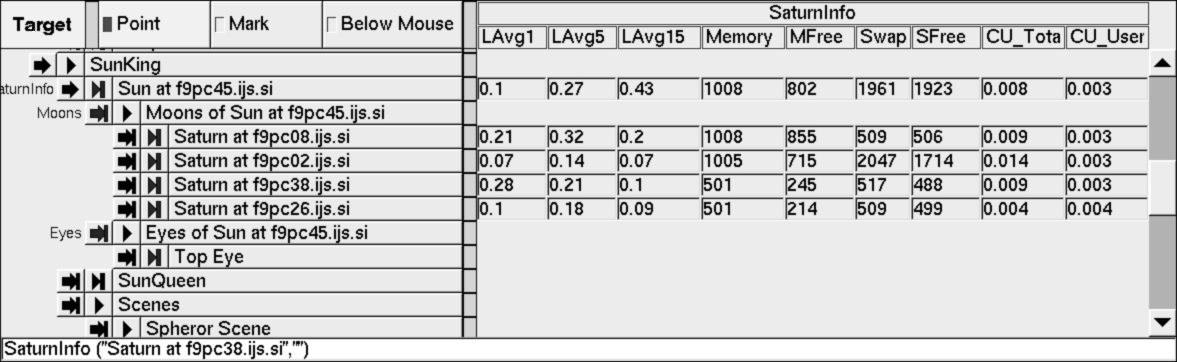 Target Point Mark Below Mouse SaturnInfo
LAvg1 LAvg5 LAvg15 Memory MFree Swap SFree CU_Tota CU_User
SunKing
aturnInfo Sun at f9pc45.ijs.si 0.1 0.27 0.43 1008 802 1961 1923 0.008 0.003
Moons Moons of Sun at f9pc45.ijs.si
Saturn at f9pc08.ijs.si 0.21 0.32 0.2 1008 855 509 506 0.009 0.003
Saturn at f9pc02.ijs.si 0.07 0.14 0.07 1005 715 2047 1714 0.014 0.003
Saturn at f9pc38.ijs.si 0.28 0.21 0.1 501 245 517 488 0.009 0.003
Saturn at f9pc26.ijs.si 0.1 0.18 0.09 501 214 509 499 0.004 0.004
Eyes Eyes of Sun at f9pc45.ijs.si
Top Eye
SunQueen
Scenes
Spheror Scene
SaturnInfo ("Saturn at f9pc38.ijs.si","")